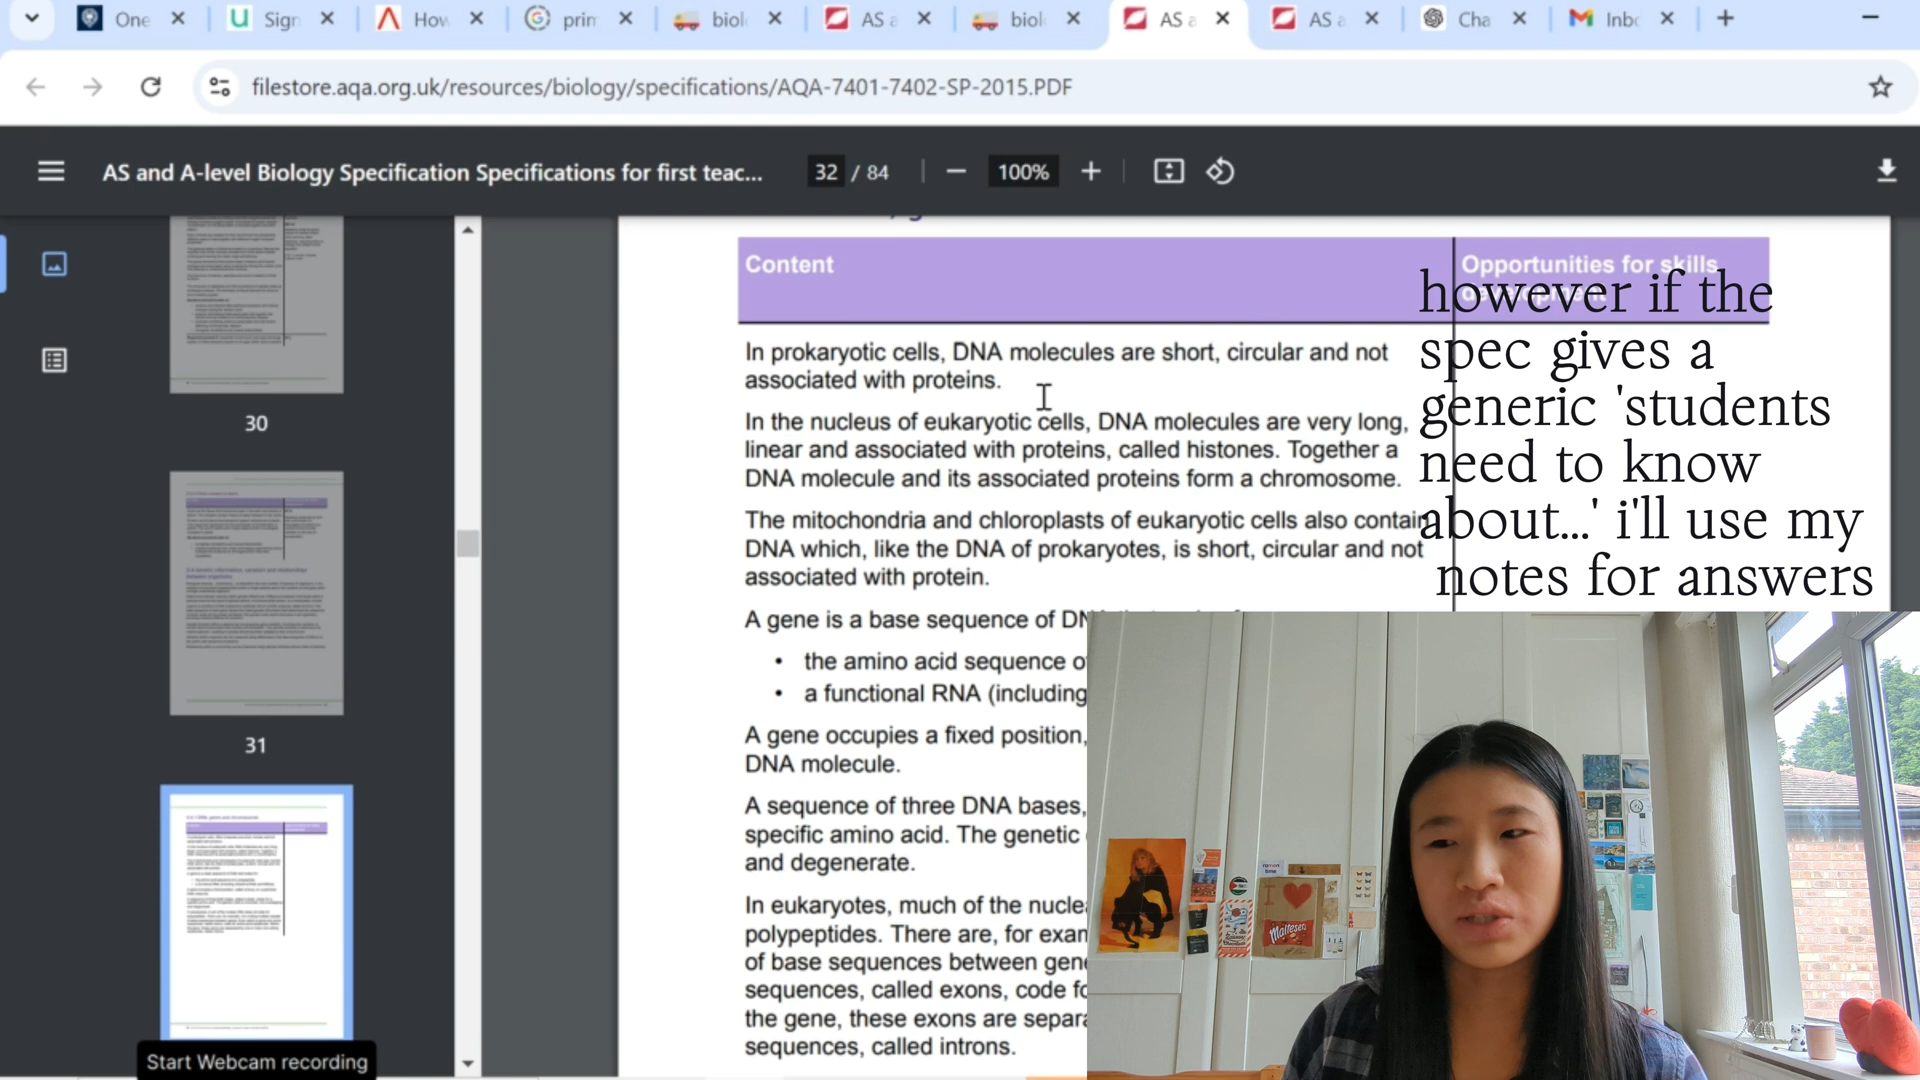 One
Sign
How
prim
biol
AS a
biol
AS a
AS a
Cha
Inbo
filestore.aqa.org.uk/resources/biology/specifications/AQA-7401-7402-SP-2015.PDF
AS and A-level Biology Specification Specifications for first teac...
32 / 84
100%
30
31
Start Webcam recording
Content
Opportunities for skills
In prokaryotic cells, DNA molecules are short, circular and not
associated with proteins.
In the nucleus of eukaryotic cells, DNA molecules are very long,
linear and associated with proteins, called histones. Together a
DNA molecule and its associated proteins form a chromosome.
The mitochondria and chloroplasts of eukaryotic cells also contain
DNA which, like the DNA of prokaryotes, is short, circular and not
associated with protein.
A gene is a base sequence of
the amino acid sequence
a functional RNA (including
A gene occupies a fixed position,
DNA molecule.
A sequence of three DNA bases,
specific amino acid. The genetic
and degenerate.
In eukaryotes, much of the
polypeptides. There are, for
of base sequences between
sequences, called exons, code
the gene, these exons are
sequences, called introns.
however if the
spec gives a
generic 'students
need to know
about...' i'll use my
notes for answers
I
Maltesers